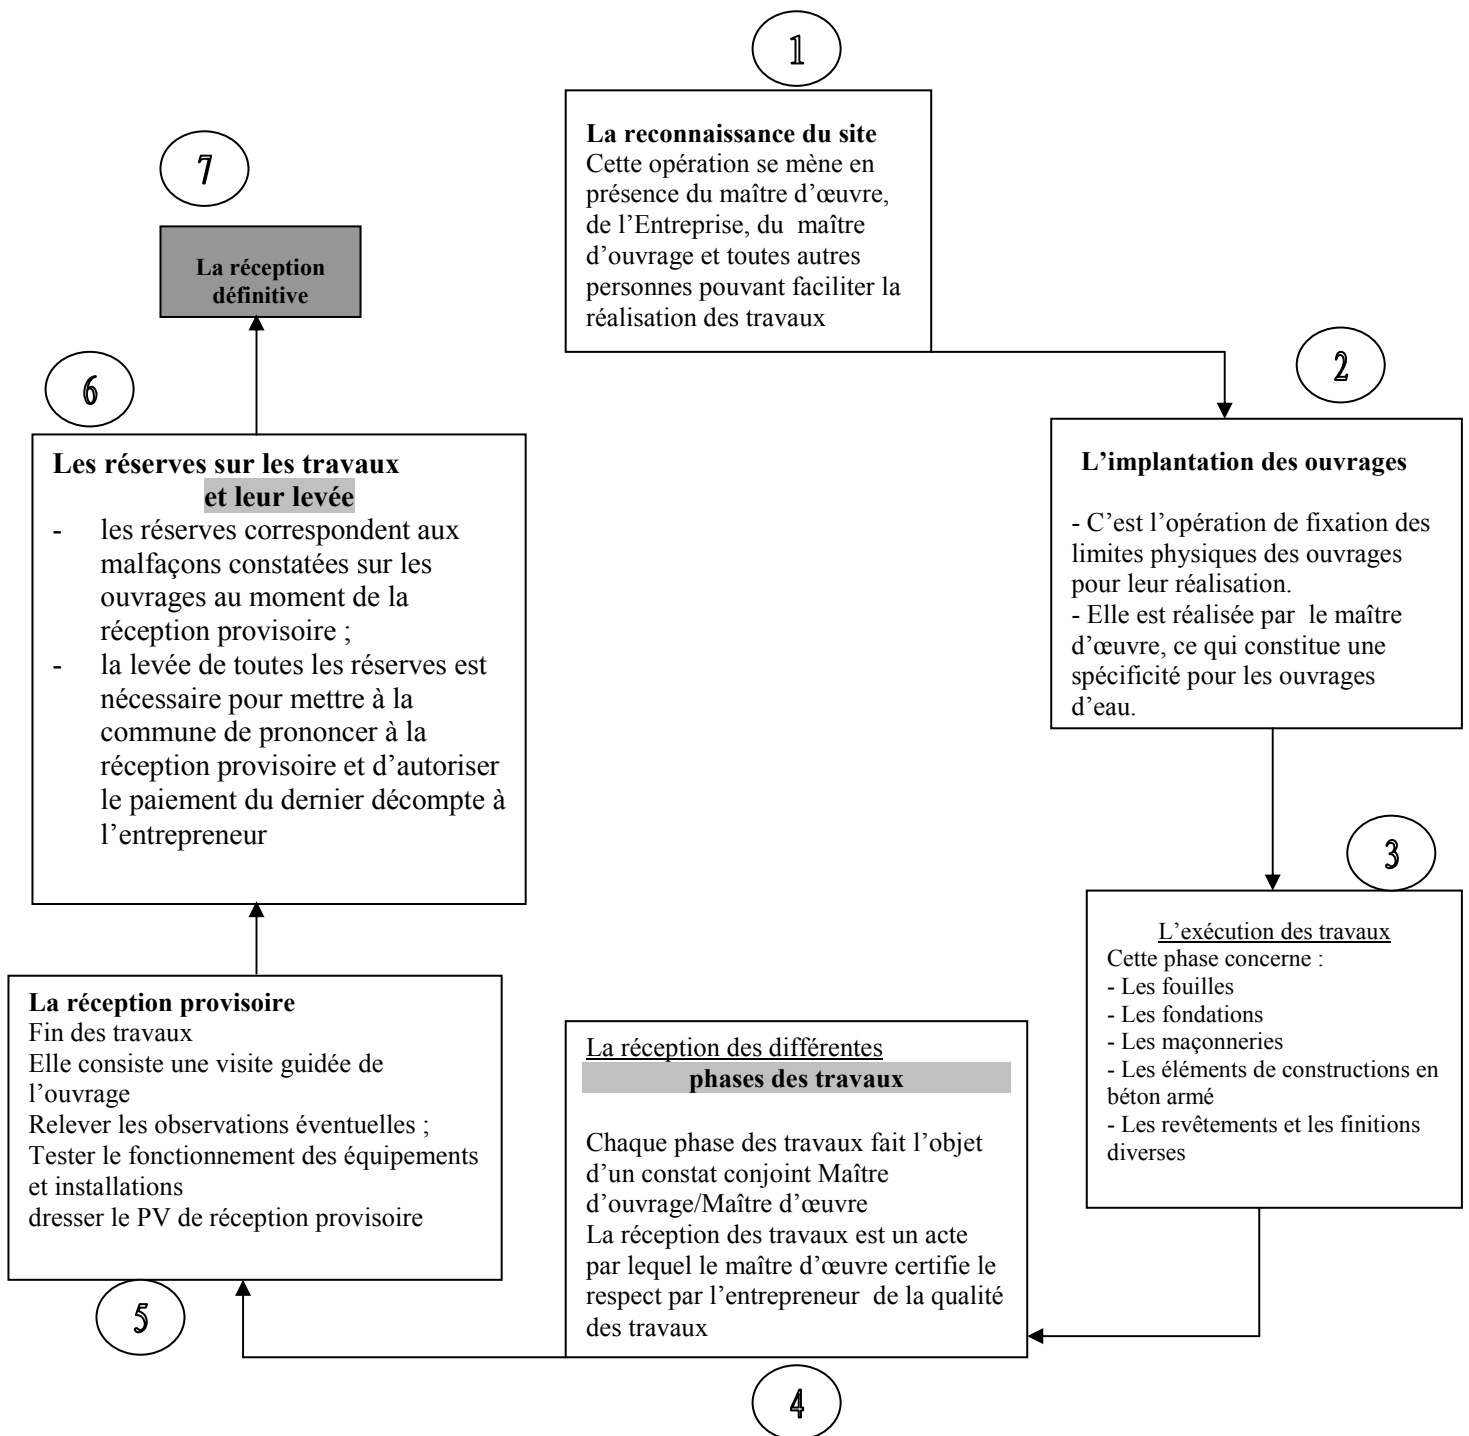 1
La reconnaissance du site
Cette opération se mène en
présence du maître d’œuvre,
de l’Entreprise, du  maître
d’ouvrage et toutes autres
personnes pouvant faciliter la
réalisation des travaux
2
L’implantation des ouvrages
- C’est l’opération de fixation des
limites physiques des ouvrages
pour leur réalisation.
- Elle est réalisée par  le maître
d’œuvre, ce qui constitue une
spécificité pour les ouvrages
d’eau.
3
L’exécution des travaux
Cette phase concerne :
- Les fouilles
- Les fondations
- Les maçonneries
- Les éléments de constructions en
béton armé
- Les revêtements et les finitions
diverses
La réception des différentes
phases des travaux
Chaque phase des travaux fait l’objet
d’un constat conjoint Maître
d’ouvrage/Maître d’œuvre
La réception des travaux est un acte
par lequel le maître d’œuvre certifie le
respect par l’entrepreneur  de la qualité
des travaux
4
La réception provisoire
Fin des travaux
Elle consiste une visite guidée de
l’ouvrage
Relever les observations éventuelles ;
Tester le fonctionnement des équipements
et installations
dresser le PV de réception provisoire
5
6
Les réserves sur les travaux
et leur levée
- les réserves correspondent aux
malfaçons constatées sur les
ouvrages au moment de la
réception provisoire ;
- la levée de toutes les réserves est
nécessaire pour mettre à la
commune de prononcer à la
réception provisoire et d’autoriser
le paiement du dernier décompte à
l’entrepreneur
7
La réception
définitive